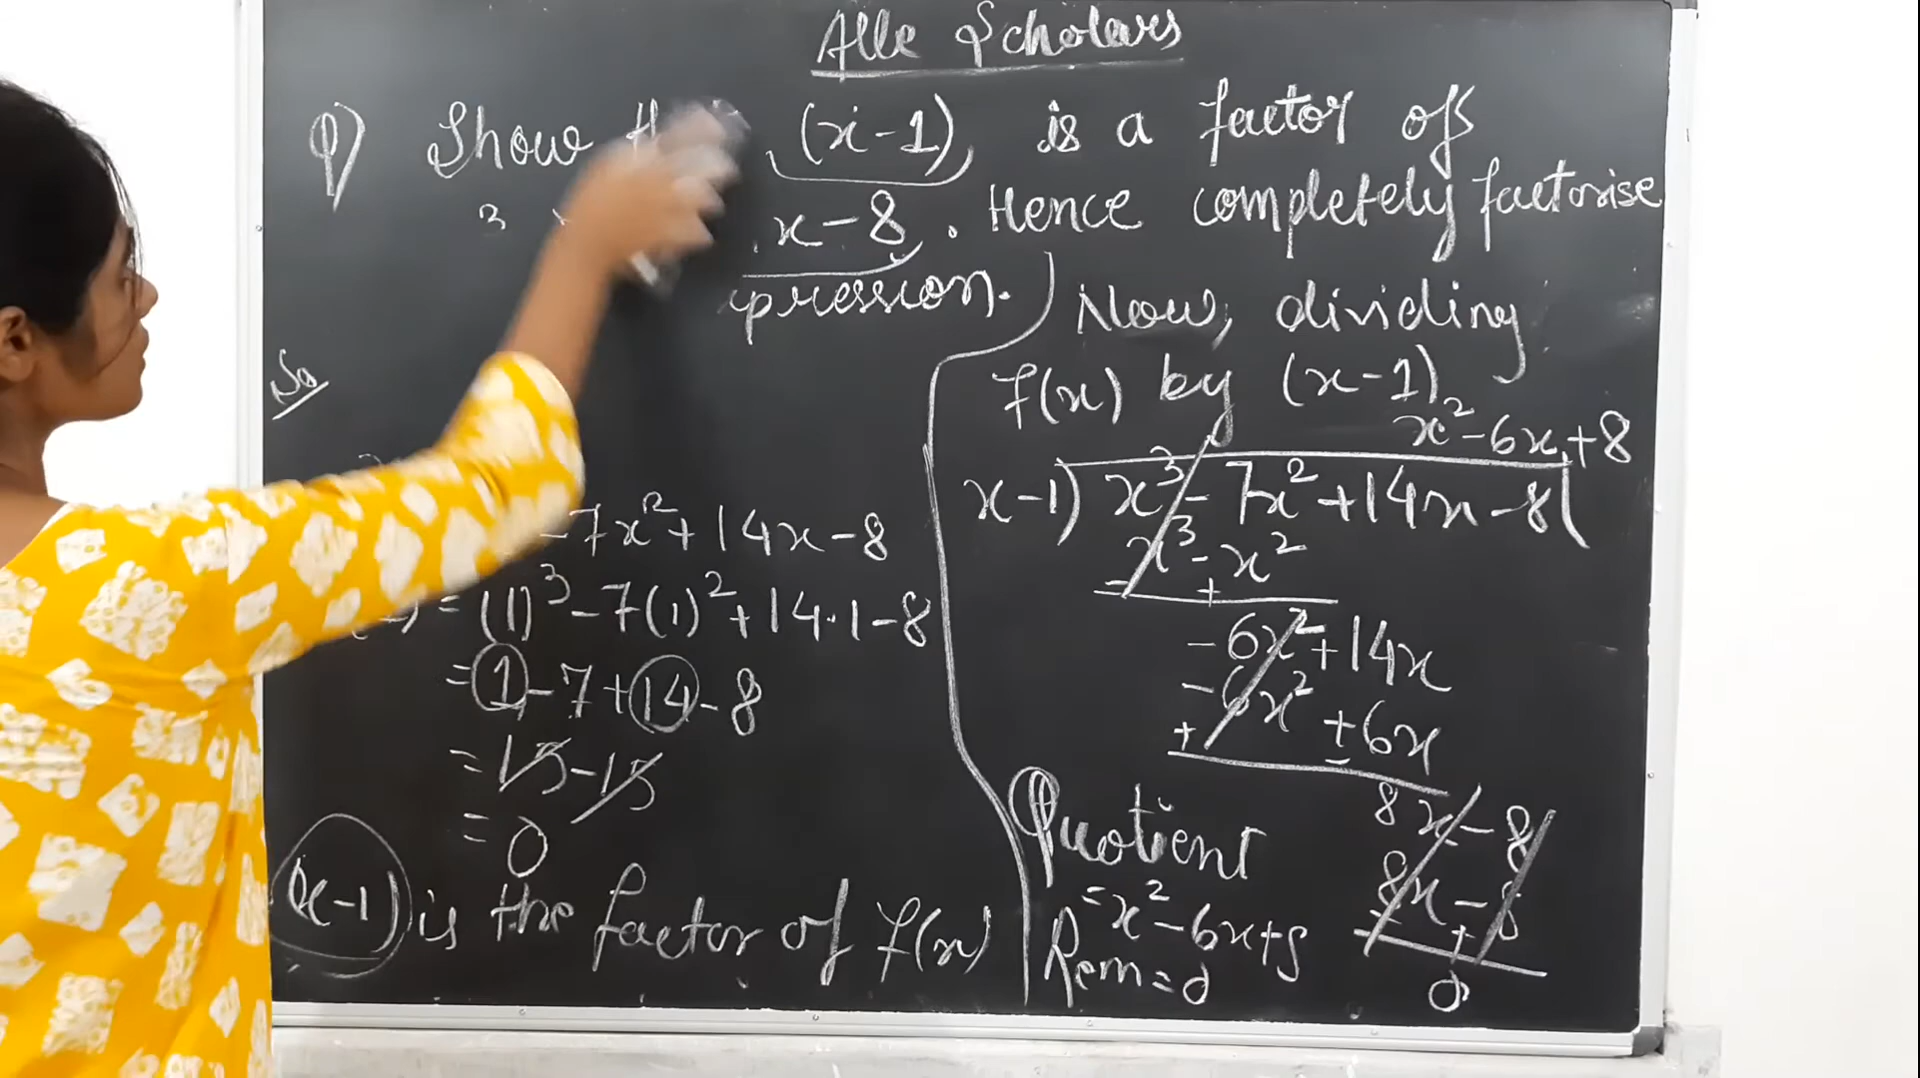 Alle Scholars
Q) Show (x-1) is a factor of
3 x-8. Hence completely factorise
pression.
So
- 7x² + 14x - 8
= (1)³ - 7(1)² + 14.1 - 8
= 1 - 7 + 14 - 8
= 15 - 15
= 0
(x-1) is the factor of f(x)
Now, dividing
f(x) by (x-1)
x² - 6x + 8
x-1) x³ - 7x² + 14x - 8(
x³ - x²
- +
-6x² + 14x
-6x² + 6x
+ -
8x - 8
8x - 8
- +
0
Quotient
= x² - 6x + 8
Rem = 0